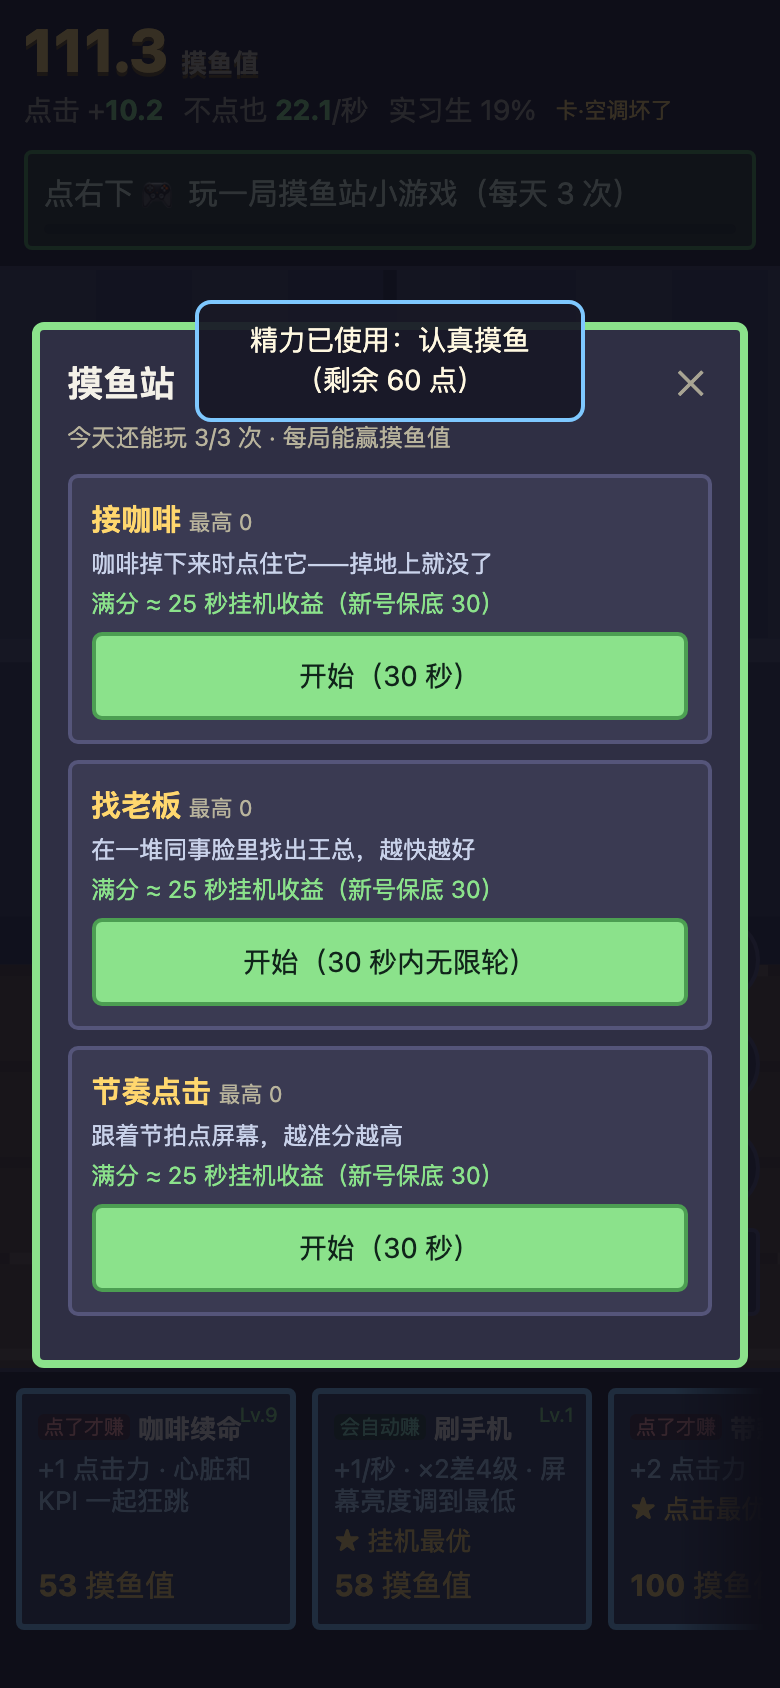 111.3 摸鱼值
点击 +10.2 不点也 22.1/秒 实习生 19% 卡·空调坏了
点右下 🎮 玩一局摸鱼站小游戏（每天 3 次）
精力已使用：认真摸鱼
（剩余 60 点）
摸鱼站
今天还能玩 3/3 次 · 每局能赢摸鱼值
接咖啡 最高 0
咖啡掉下来时点住它——掉地上就没了
满分 ≈ 25 秒挂机收益（新号保底 30）
开始（30 秒）
找老板 最高 0
在一堆同事脸里找出王总，越快越好
满分 ≈ 25 秒挂机收益（新号保底 30）
开始（30 秒内无限轮）
节奏点击 最高 0
跟着节拍点屏幕，越准分越高
满分 ≈ 25 秒挂机收益（新号保底 30）
开始（30 秒）
点了才赚 咖啡续命 Lv.9
+1 点击力 · 心脏和
KPI 一起狂跳
53 摸鱼值
会自动赚 刷手机 Lv.1
+1/秒 · ×2差4级 · 屏
幕亮度调到最低
★ 挂机最优
58 摸鱼值
点了才赚 带
+2 点击力
★ 点击最优
100 摸鱼值